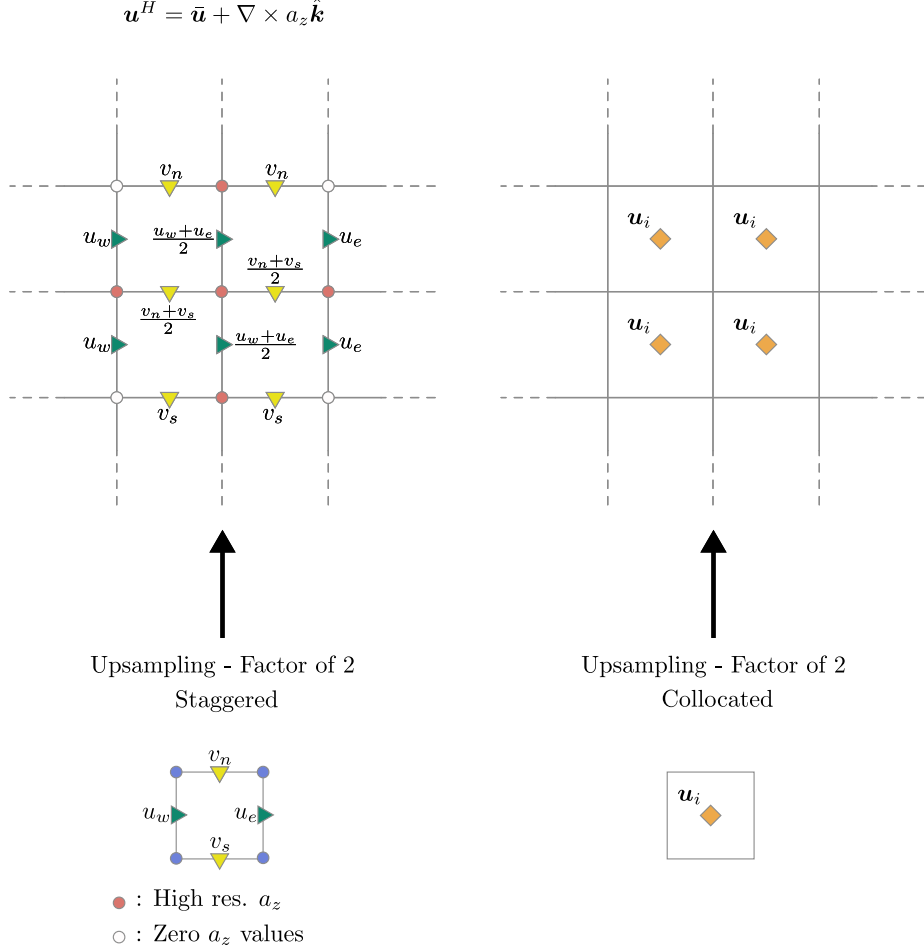 𝒖^H = 𝒖̄ + ∇ × a_z 𝒌̂
v_n v_n
u_w (u_w+u_e)/2 u_e
(v_n+v_s)/2
(v_n+v_s)/2
u_w (u_w+u_e)/2 u_e
v_s v_s
𝒖_i 𝒖_i
𝒖_i 𝒖_i
Upsampling - Factor of 2
Staggered
Upsampling - Factor of 2
Collocated
v_n
u_w u_e
v_s
𝒖_i
: High res. a_z
: Zero a_z values